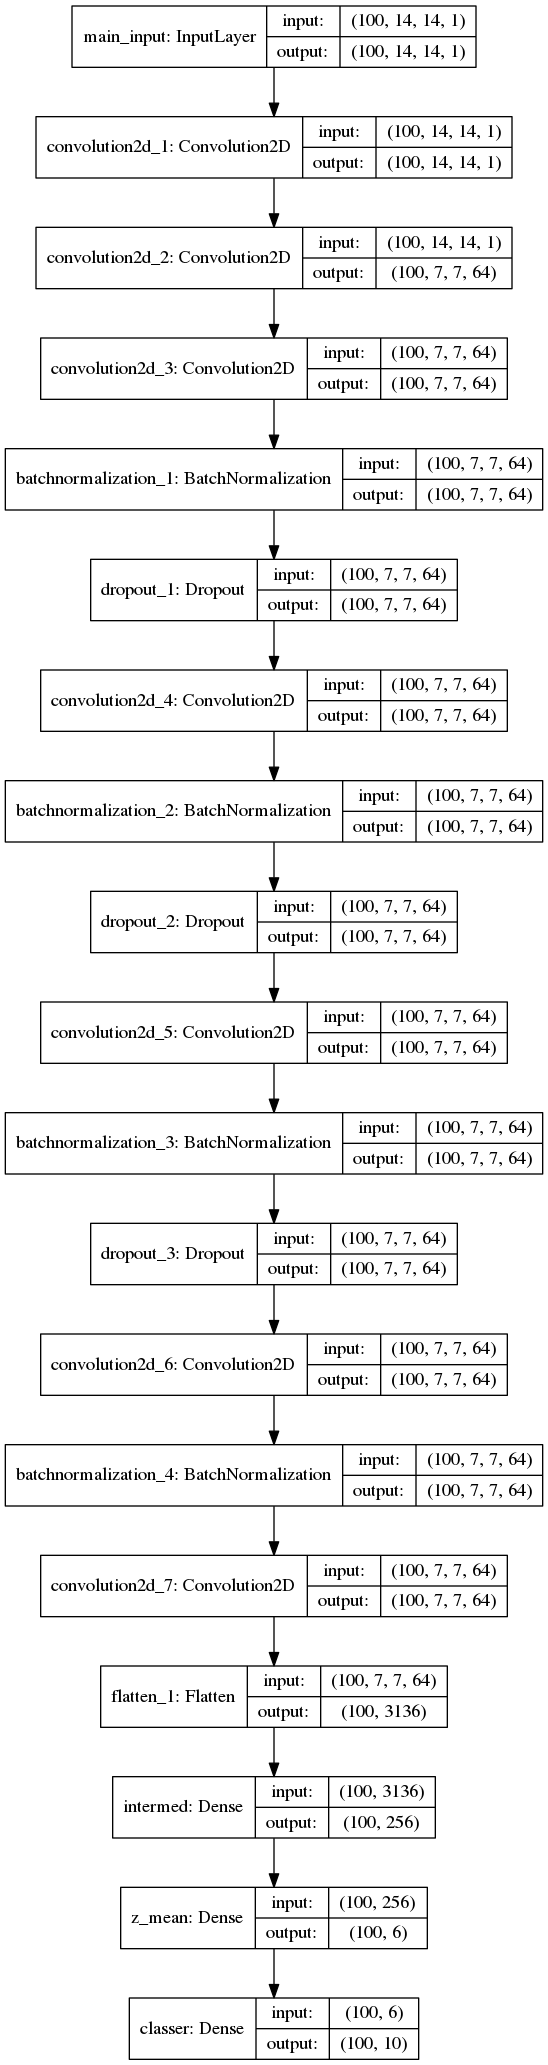 main_input: InputLayer
input: (100, 14, 14, 1)
output: (100, 14, 14, 1)
convolution2d_1: Convolution2D
input: (100, 14, 14, 1)
output: (100, 14, 14, 1)
convolution2d_2: Convolution2D
input: (100, 14, 14, 1)
output: (100, 7, 7, 64)
convolution2d_3: Convolution2D
input: (100, 7, 7, 64)
output: (100, 7, 7, 64)
batchnormalization_1: BatchNormalization
input: (100, 7, 7, 64)
output: (100, 7, 7, 64)
dropout_1: Dropout
input: (100, 7, 7, 64)
output: (100, 7, 7, 64)
convolution2d_4: Convolution2D
input: (100, 7, 7, 64)
output: (100, 7, 7, 64)
batchnormalization_2: BatchNormalization
input: (100, 7, 7, 64)
output: (100, 7, 7, 64)
dropout_2: Dropout
input: (100, 7, 7, 64)
output: (100, 7, 7, 64)
convolution2d_5: Convolution2D
input: (100, 7, 7, 64)
output: (100, 7, 7, 64)
batchnormalization_3: BatchNormalization
input: (100, 7, 7, 64)
output: (100, 7, 7, 64)
dropout_3: Dropout
input: (100, 7, 7, 64)
output: (100, 7, 7, 64)
convolution2d_6: Convolution2D
input: (100, 7, 7, 64)
output: (100, 7, 7, 64)
batchnormalization_4: BatchNormalization
input: (100, 7, 7, 64)
output: (100, 7, 7, 64)
convolution2d_7: Convolution2D
input: (100, 7, 7, 64)
output: (100, 7, 7, 64)
flatten_1: Flatten
input: (100, 7, 7, 64)
output: (100, 3136)
intermed: Dense
input: (100, 3136)
output: (100, 256)
z_mean: Dense
input: (100, 256)
output: (100, 6)
classer: Dense
input: (100, 6)
output: (100, 10)